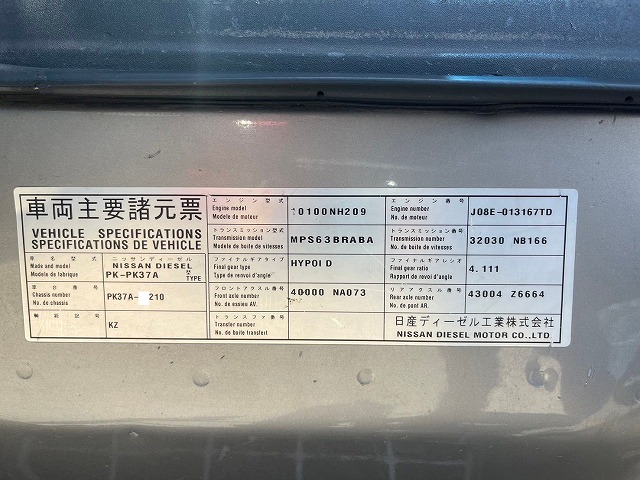 車両主要諸元票
VEHICLE SPECIFICATIONS
SPECIFICATIONS DE VEHICLE
車名型式
Made and model
Modele de fabrique
ニッサンディーゼル
NISSAN DIESEL
PK-PK37A
型
TYPE
車台番号
Chassis number
No. de chassis
PK37A- 210
KZ
エンジン型式
Engine model
Modele de moteur
0100NH209
エンジン番号
Engine number
No. de moteur
J08E-013167TD
トランスミッション型式
Transmission model
Modele de boite de vitesses
MPS63BRABA
トランスミッション番号
Transmission number
No. de boite de vitesses
32030 NB166
ファイナルギアタイプ
Final gear type
Type de renvoi d'angle
HYPOID
ファイナルギアレシオ
Final gear ratio
Rapport de renvoi d'angle
4.111
フロントアクスル番号
Front axle number
No. de essieu AV.
40000 NA073
リヤアクスル番号
Rear axle number
No. de pont AR.
43004 Z6664
トランスファ番号
Transfer number
No. de boite transfert
日産ディーゼル工業株式会社
NISSAN DIESEL MOTOR CO.,LTD.